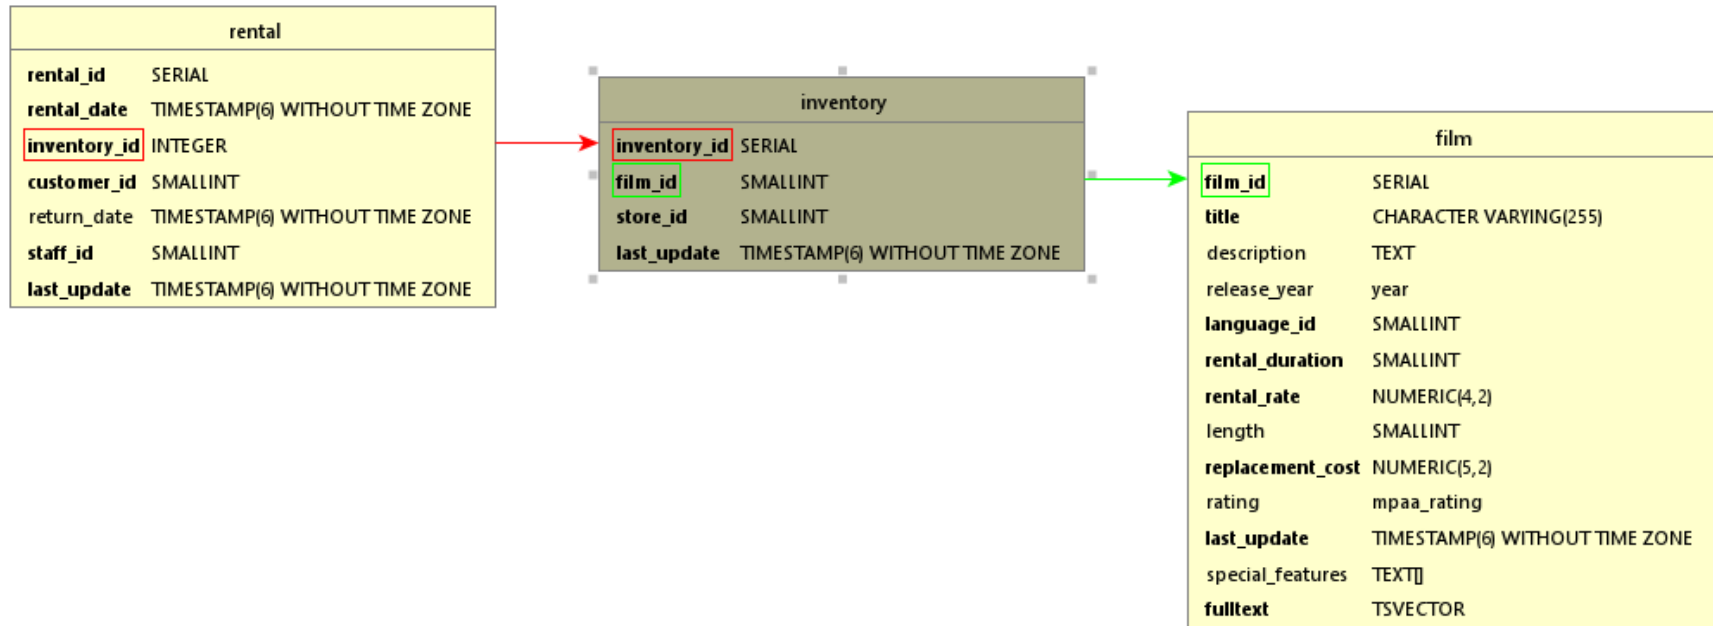 rental
rental_id SERIAL
rental_date TIMESTAMP(6) WITHOUT TIME ZONE
inventory_id INTEGER
customer_id SMALLINT
return_date TIMESTAMP(6) WITHOUT TIME ZONE
staff_id SMALLINT
last_update TIMESTAMP(6) WITHOUT TIME ZONE
inventory
inventory_id SERIAL
film_id SMALLINT
store_id SMALLINT
last_update TIMESTAMP(6) WITHOUT TIME ZONE
film
film_id SERIAL
title CHARACTER VARYING(255)
description TEXT
release_year year
language_id SMALLINT
rental_duration SMALLINT
rental_rate NUMERIC(4,2)
length SMALLINT
replacement_cost NUMERIC(5,2)
rating mpaa_rating
last_update TIMESTAMP(6) WITHOUT TIME ZONE
special_features TEXT[]
fulltext TSVECTOR